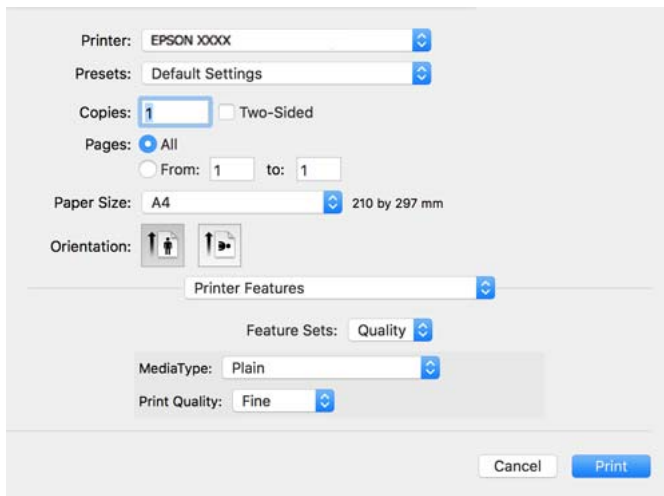 Printer: EPSON XXXX
Presets: Default Settings
Copies: 1 Two-Sided
Pages: All
From: 1 to: 1
Paper Size: A4 210 by 297 mm
Orientation:
Printer Features
Feature Sets: Quality
MediaType: Plain
Print Quality: Fine
Cancel Print